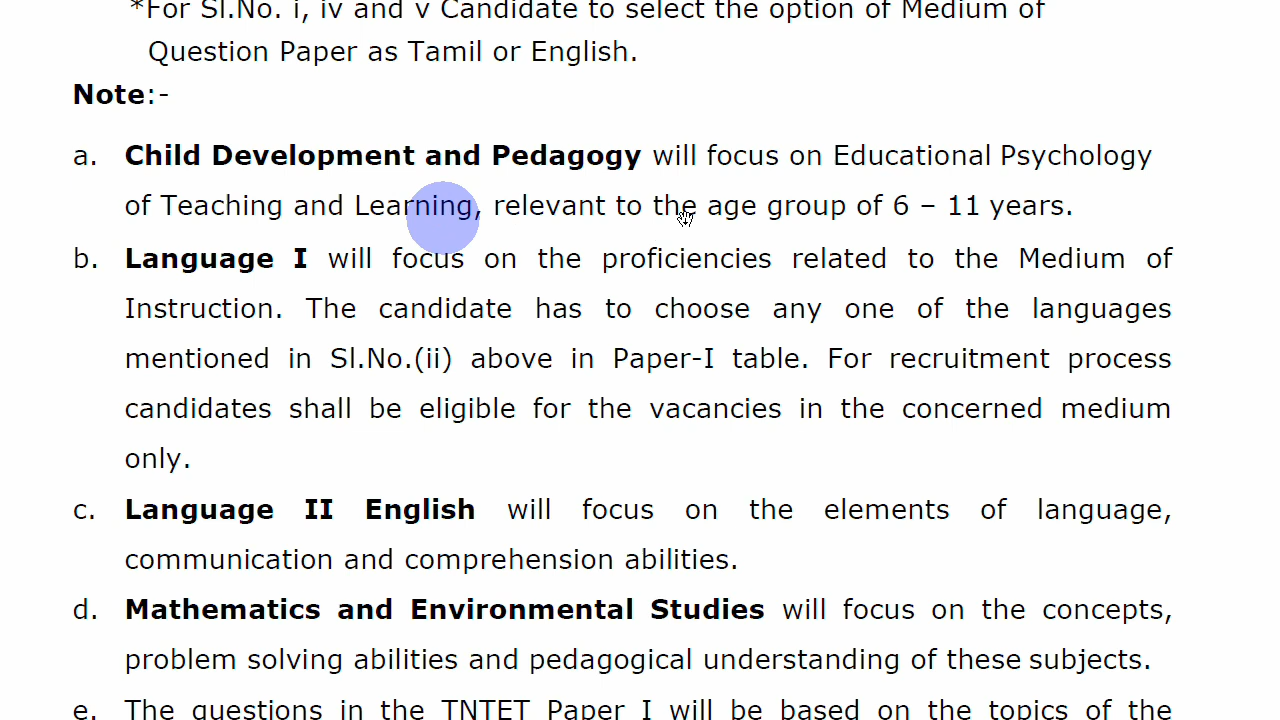 *For Sl.No. i, iv and v Candidate to select the option of Medium of
Question Paper as Tamil or English.
Note:-
a. Child Development and Pedagogy will focus on Educational Psychology
of Teaching and Learning, relevant to the age group of 6 – 11 years.
b. Language I will focus on the proficiencies related to the Medium of
Instruction. The candidate has to choose any one of the languages
mentioned in Sl.No.(ii) above in Paper-I table. For recruitment process
candidates shall be eligible for the vacancies in the concerned medium
only.
c. Language II English will focus on the elements of language,
communication and comprehension abilities.
d. Mathematics and Environmental Studies will focus on the concepts,
problem solving abilities and pedagogical understanding of these subjects.
e. The questions in the TNTET Paper I will be based on the topics of the